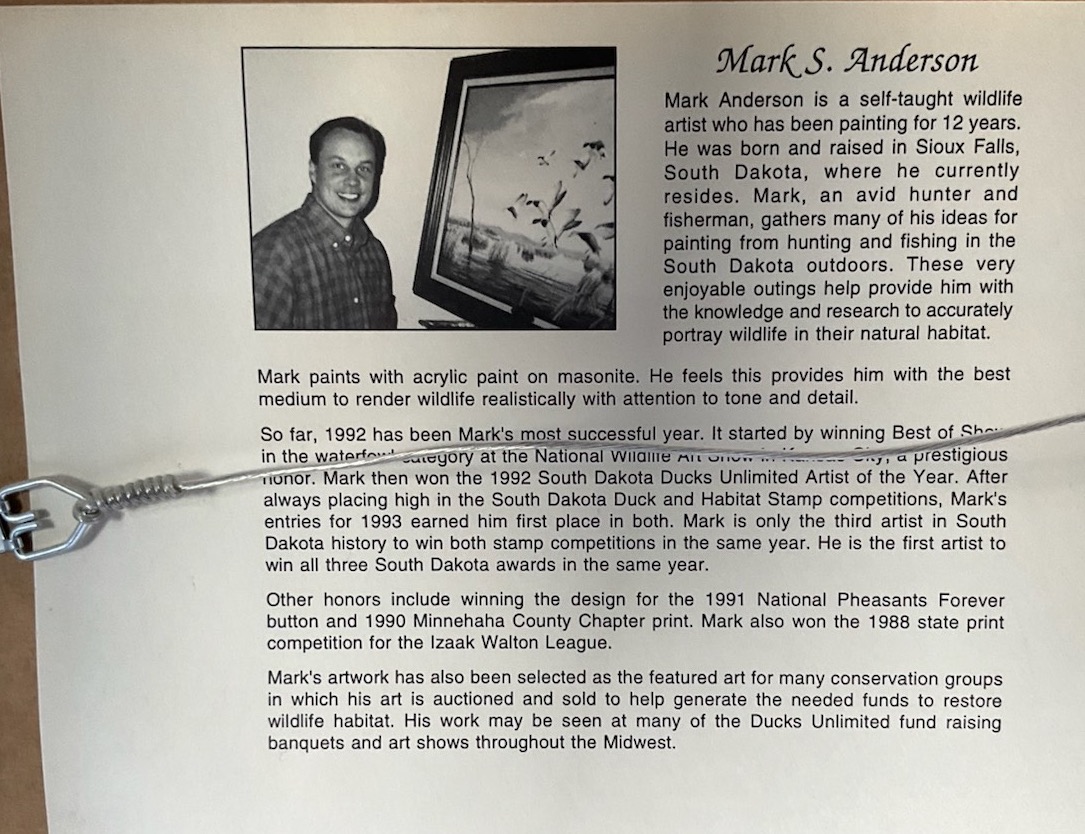 Mark S. Anderson
Mark Anderson is a self-taught wildlife
artist who has been painting for 12 years.
He was born and raised in Sioux Falls,
South Dakota, where he currently
resides. Mark, an avid hunter and
fisherman, gathers many of his ideas for
painting from hunting and fishing in the
South Dakota outdoors. These very
enjoyable outings help provide him with
the knowledge and research to accurately
portray wildlife in their natural habitat.
Mark paints with acrylic paint on masonite. He feels this provides him with the best
medium to render wildlife realistically with attention to tone and detail.
So far, 1992 has been Mark's most successful year. It started by winning Best of Show
in the waterfowl category at the National Wildlife Art Show in Kansas City, a prestigious
honor. Mark then won the 1992 South Dakota Ducks Unlimited Artist of the Year. After
always placing high in the South Dakota Duck and Habitat Stamp competitions, Mark's
entries for 1993 earned him first place in both. Mark is only the third artist in South
Dakota history to win both stamp competitions in the same year. He is the first artist to
win all three South Dakota awards in the same year.
Other honors include winning the design for the 1991 National Pheasants Forever
button and 1990 Minnehaha County Chapter print. Mark also won the 1988 state print
competition for the Izaak Walton League.
Mark's artwork has also been selected as the featured art for many conservation groups
in which his art is auctioned and sold to help generate the needed funds to restore
wildlife habitat. His work may be seen at many of the Ducks Unlimited fund raising
banquets and art shows throughout the Midwest.